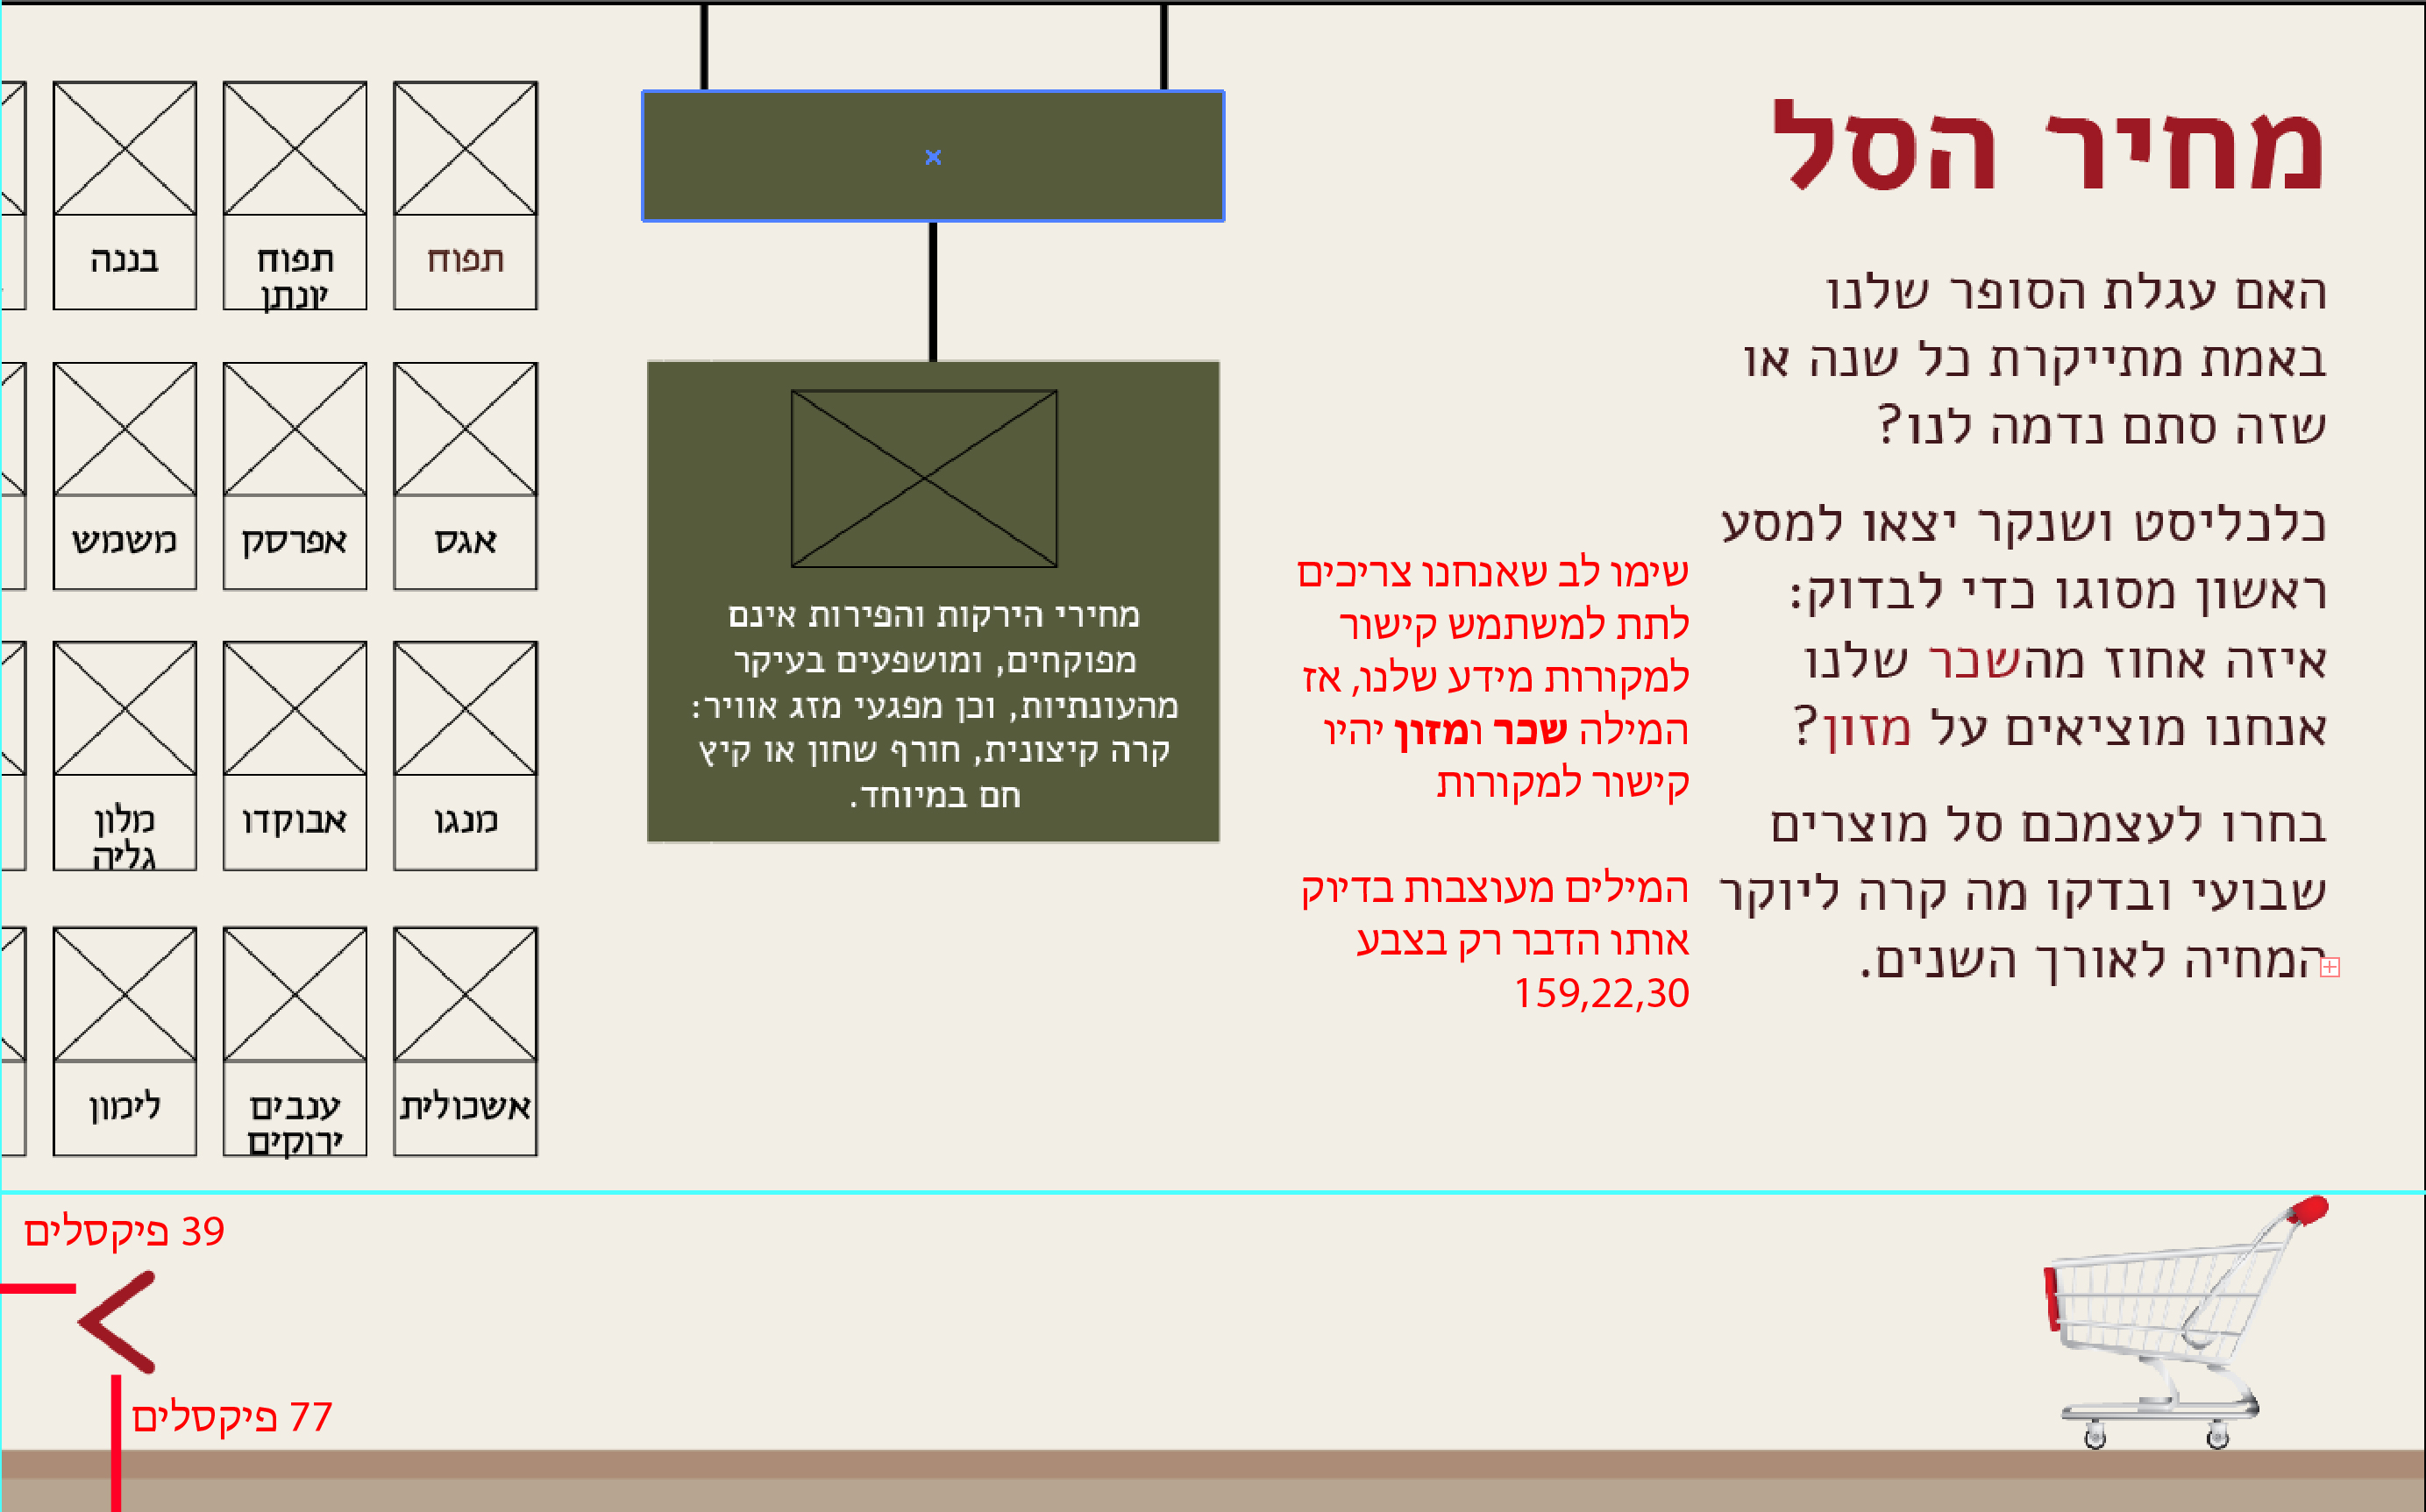 מחיר הסל
האם עגלת הסופר שלנו
באמת מתייקרת כל שנה או
שזה סתם נדמה לנו?
כלכליסט ושנקר יצאו למסע
ראשון מסוגו כדי לבדוק:
איזה אחוז מהשכר שלנו
אנחנו מוציאים על מזון?
בחרו לעצמכם סל מוצרים
שבועי ובדקו מה קרה ליוקר
המחיה לאורך השנים.
שימו לב שאנחנו צריכים
לתת למשתמש קישור
למקורות מידע שלנו, אז
המילה שכר ומזון יהיו
קישור למקורות
המילים מעוצבות בדיוק
אותו הדבר רק בצבע
159,22,30
מחירי הירקות והפירות אינם
מפוקחים, ומושפעים בעיקר
מהעונתיות, וכן מפגעי מזג אוויר:
קרה קיצונית, חורף שחון או קיץ
חם במיוחד.
תפוח
תפוח
יונתן
בננה
אגס
אפרסק
משמש
מנגו
אבוקדו
מלון
גליה
אשכולית
ענבים
ירוקים
לימון
39 פיקסלים
77 פיקסלים